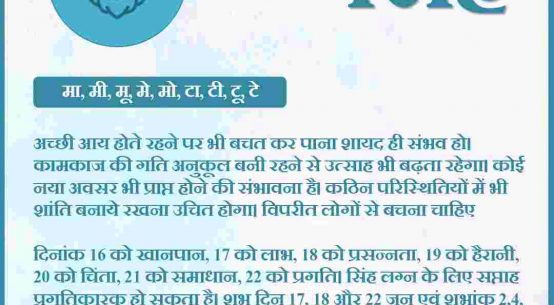 मा, मी, मू, मे, मो, टा, टी, टू, टे
अच्छी आय होते रहने पर भी बचत कर पाना शायद ही संभव हो।
कामकाज की गति अनुकूल बनी रहने से उत्साह भी बढ़ता रहेगा। कोई
नया अवसर भी प्राप्त होने की संभावना है। कठिन परिस्थितियों में भी
शांति बनाये रखना उचित होगा। विपरीत लोगों से बचना चाहिए
दिनांक 16 को खानपान, 17 को लाभ, 18 को प्रसन्नता, 19 को हैरानी,
20 को चिंता, 21 को समाधान, 22 को प्रगति। सिंह लग्न के लिए सप्ताह
प्रगतिकारक हो सकता है। शुभ दिन 17, 18 और 22 जून एवं शुभांक 2,4,